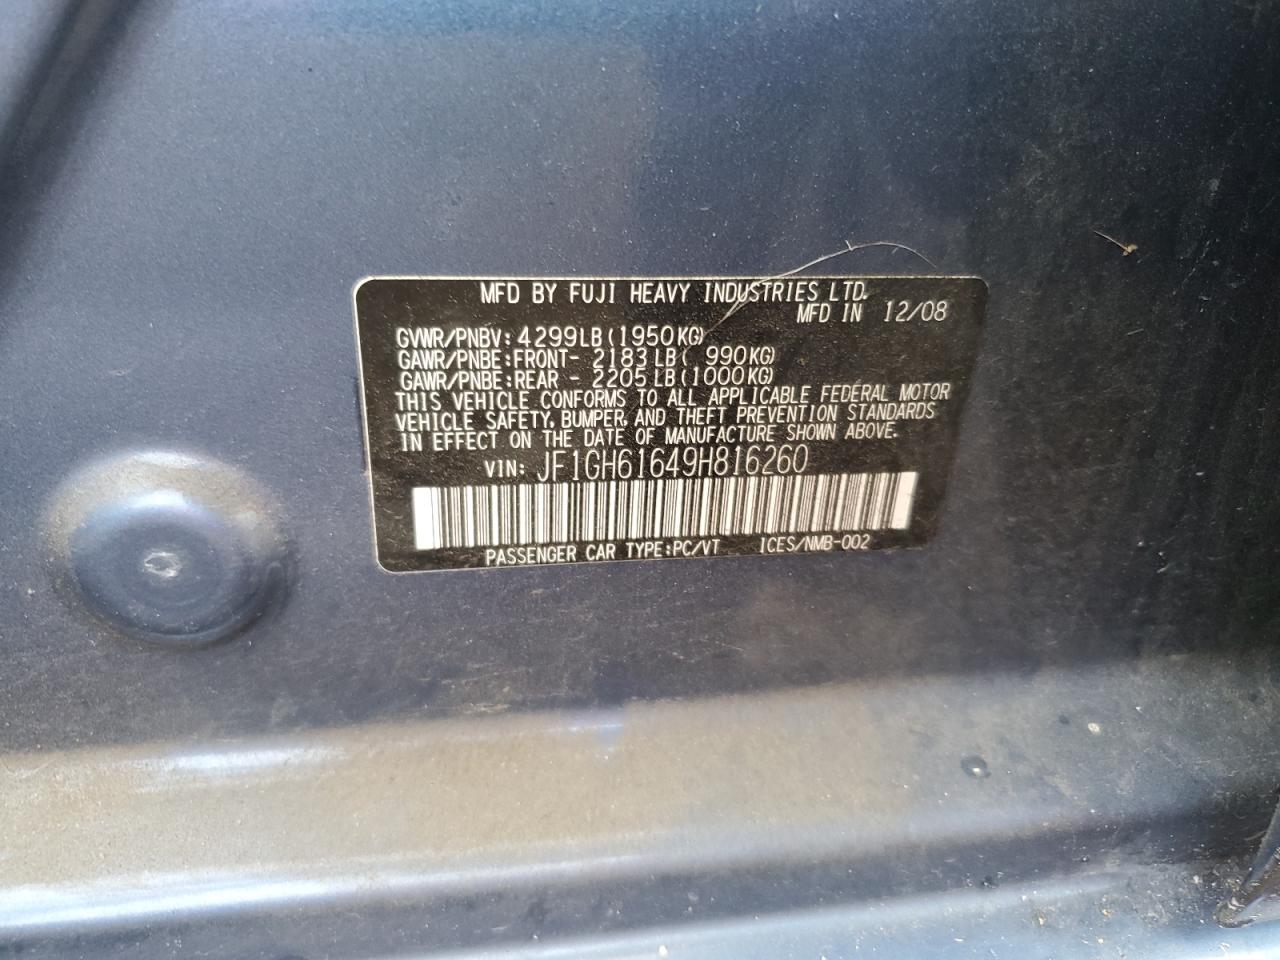 MFD BY FUJI HEAVY INDUSTRIES LTD.
MFD IN 12/08
GVWR/PNBV: 4299LB(1950KG)
GAWR/PNBE:FRONT- 2183LB( 990KG)
GAWR/PNBE:REAR - 2205LB(1000KG)
THIS VEHICLE CONFORMS TO ALL APPLICABLE FEDERAL MOTOR
VEHICLE SAFETY, BUMPER, AND THEFT PREVENTION STANDARDS
IN EFFECT ON THE DATE OF MANUFACTURE SHOWN ABOVE.
VIN: JF1GH61649H816260
PASSENGER CAR TYPE:PC/VT ICES/NMB-002